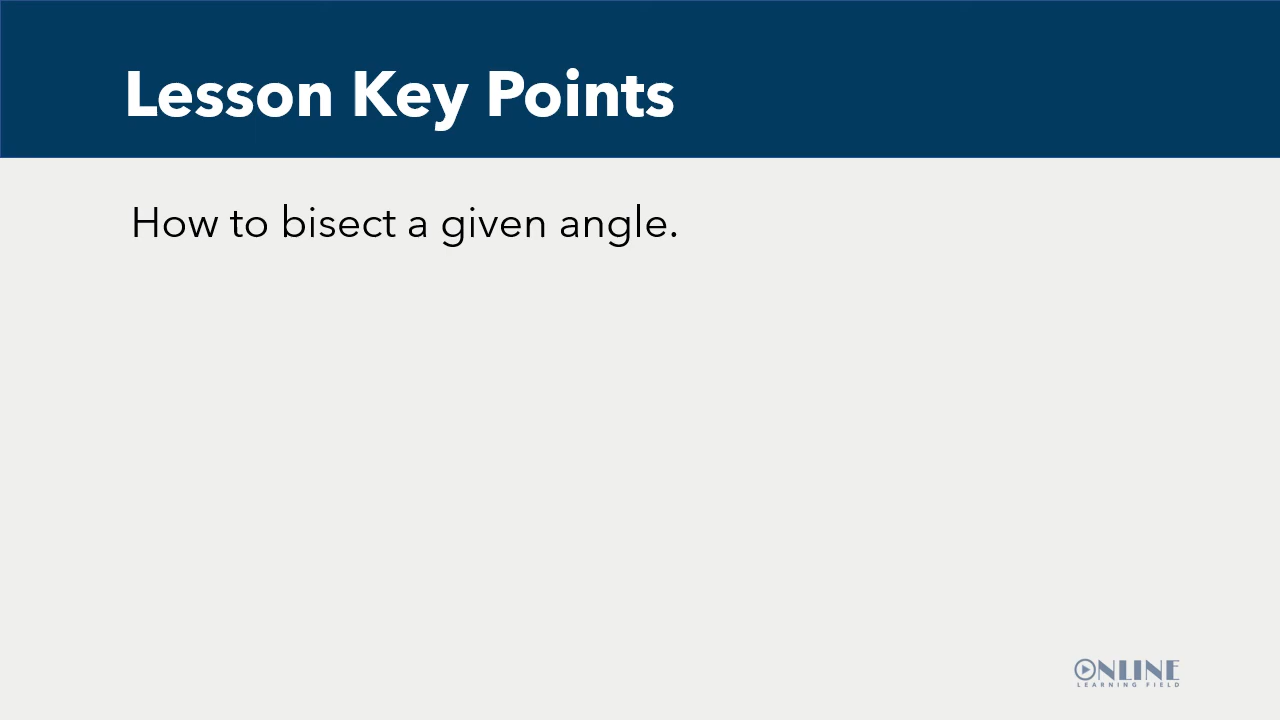 Lesson Key Points
How to bisect a given angle.
ONLINE
LEARNING FIELD